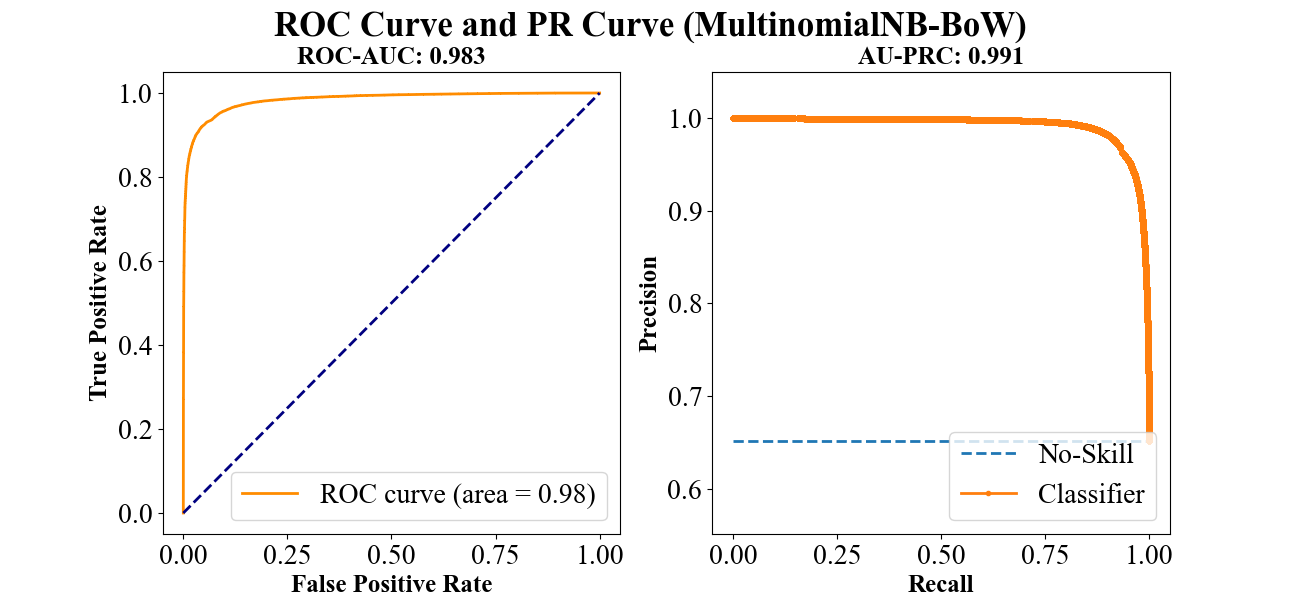 ROC Curve and PR Curve (MultinomialNB-BoW)
ROC-AUC: 0.983
True Positive Rate
1.0
0.8
0.6
0.4
0.2
0.0
ROC curve (area = 0.98)
0.00 0.25 0.50 0.75 1.00
False Positive Rate
AU-PRC: 0.991
Precision
1.0
0.9
0.8
0.7
0.6
No-Skill
Classifier
0.00 0.25 0.50 0.75 1.00
Recall